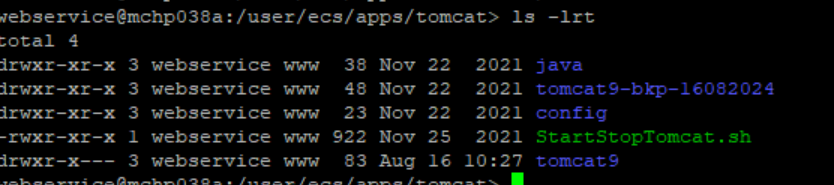 webservice@mchp038a:/user/ecs/apps/tomcat> ls -lrt
total 4
drwxr-xr-x 3 webservice www  38 Nov 22  2021 java
drwxr-xr-x 3 webservice www  48 Nov 22  2021 tomcat9-bkp-16082024
drwxr-xr-x 3 webservice www  23 Nov 22  2021 config
-rwxr-xr-x 1 webservice www 922 Nov 25  2021 StartStopTomcat.sh
drwxr-x--- 3 webservice www  83 Aug 16 10:27 tomcat9
webservice@mchp038a:/user/ecs/apps/tomcat>